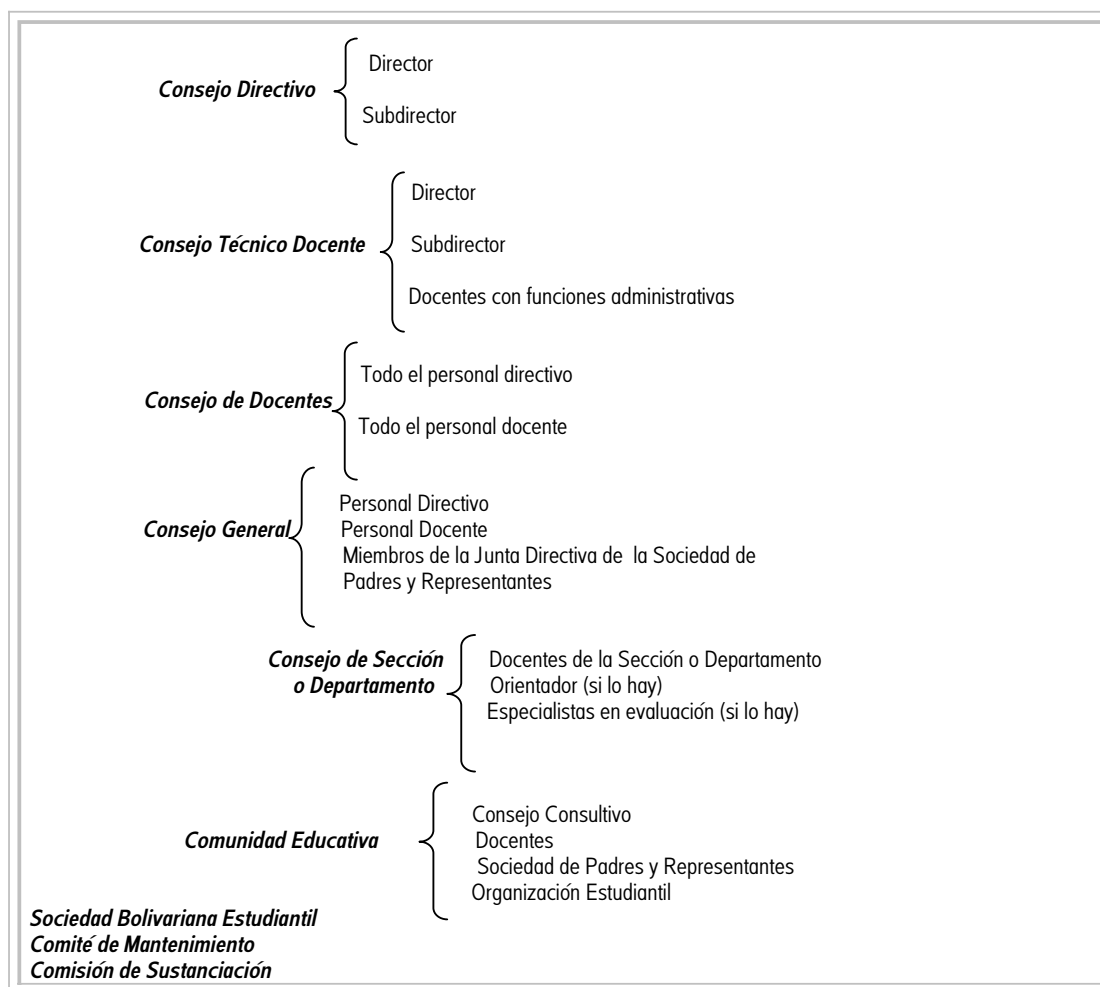 Consejo Directivo
Director
Subdirector
Consejo Técnico Docente
Director
Subdirector
Docentes con funciones administrativas
Consejo de Docentes
Todo el personal directivo
Todo el personal docente
Consejo General
Personal Directivo
Personal Docente
Miembros de la Junta Directiva de la Sociedad de
Padres y Representantes
Consejo de Sección
o Departamento
Docentes de la Sección o Departamento
Orientador (si lo hay)
Especialistas en evaluación (si lo hay)
Comunidad Educativa
Consejo Consultivo
Docentes
Sociedad de Padres y Representantes
Organización Estudiantil
Sociedad Bolivariana Estudiantil
Comité de Mantenimiento
Comisión de Sustanciación